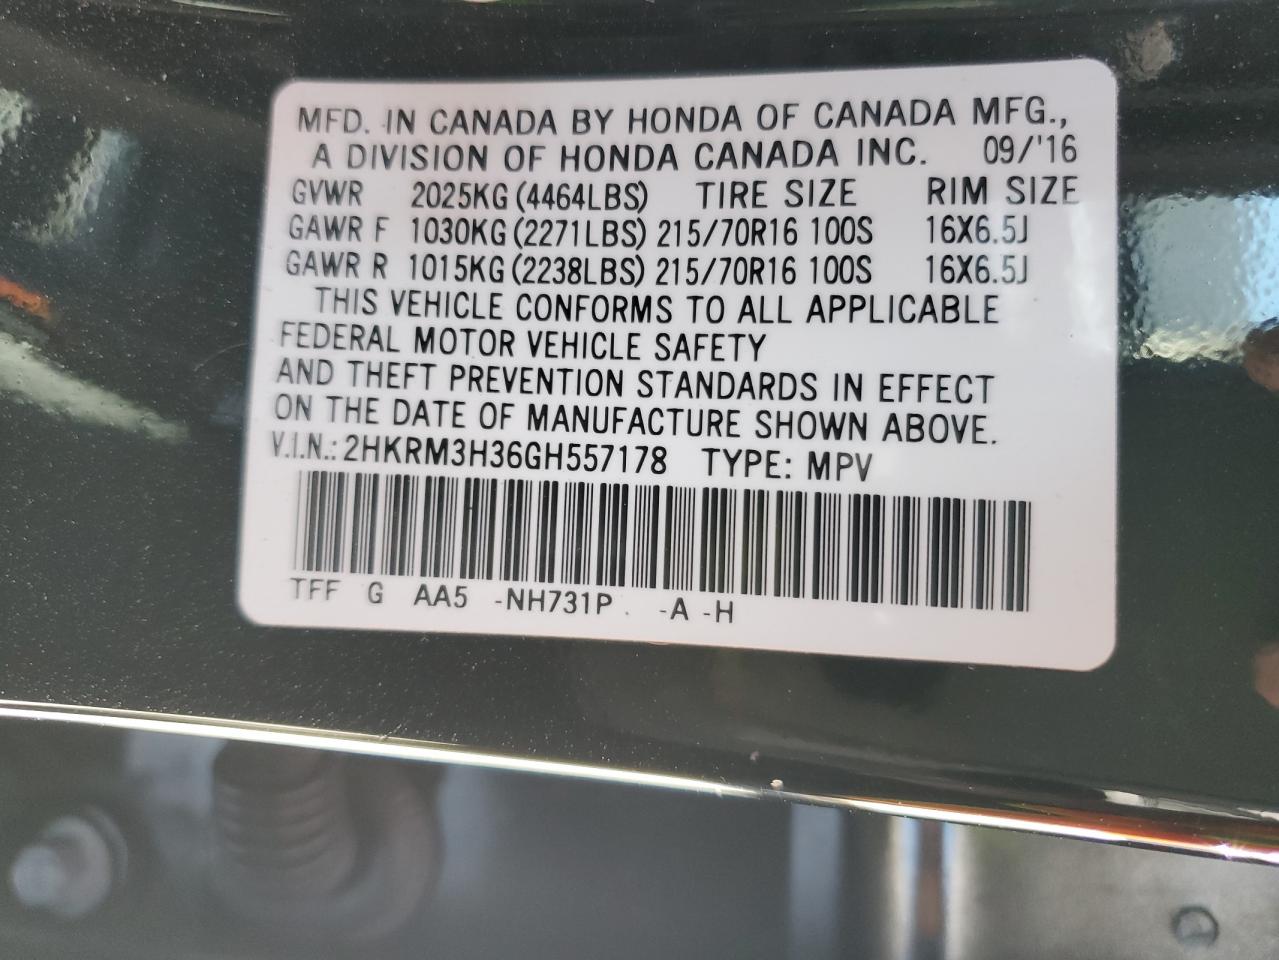 MFD. IN CANADA BY HONDA OF CANADA MFG.,
A DIVISION OF HONDA CANADA INC. 09/'16
GVWR 2025KG (4464LBS) TIRE SIZE RIM SIZE
GAWR F 1030KG (2271LBS) 215/70R16 100S 16X6.5J
GAWR R 1015KG (2238LBS) 215/70R16 100S 16X6.5J
THIS VEHICLE CONFORMS TO ALL APPLICABLE
FEDERAL MOTOR VEHICLE SAFETY
AND THEFT PREVENTION STANDARDS IN EFFECT
ON THE DATE OF MANUFACTURE SHOWN ABOVE.
V.I.N.: 2HKRM3H36GH557178 TYPE: MPV
TFF G AA5 -NH731P -A -H